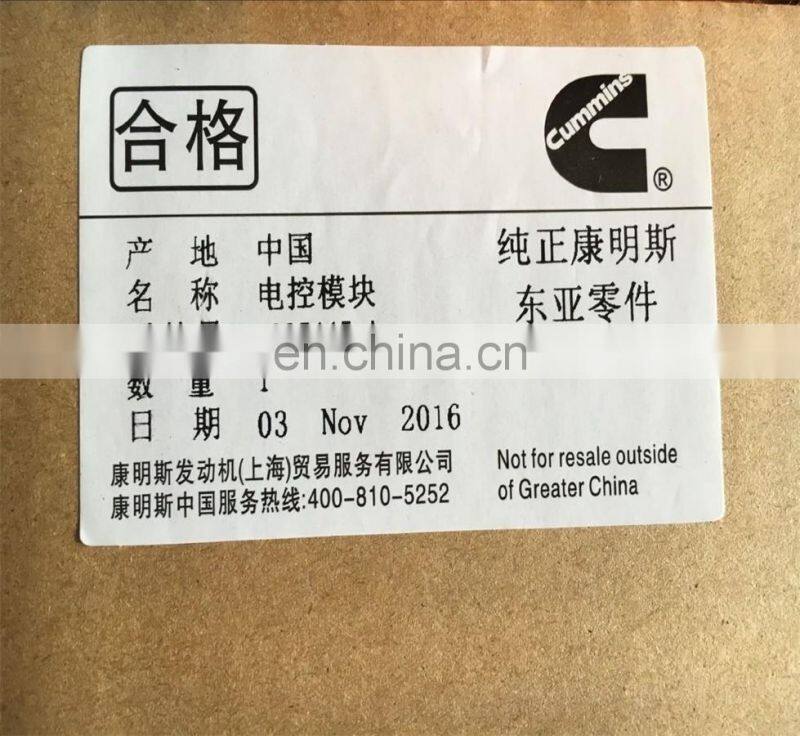 合格
Cummins
®
产 地 中国
名 称 电控模块
纯正康明斯
东亚零件
en.china.cn
数 量 1
日 期 03 Nov 2016
康明斯发动机(上海)贸易服务有限公司
康明斯中国服务热线:400-810-5252
Not for resale outside
of Greater China